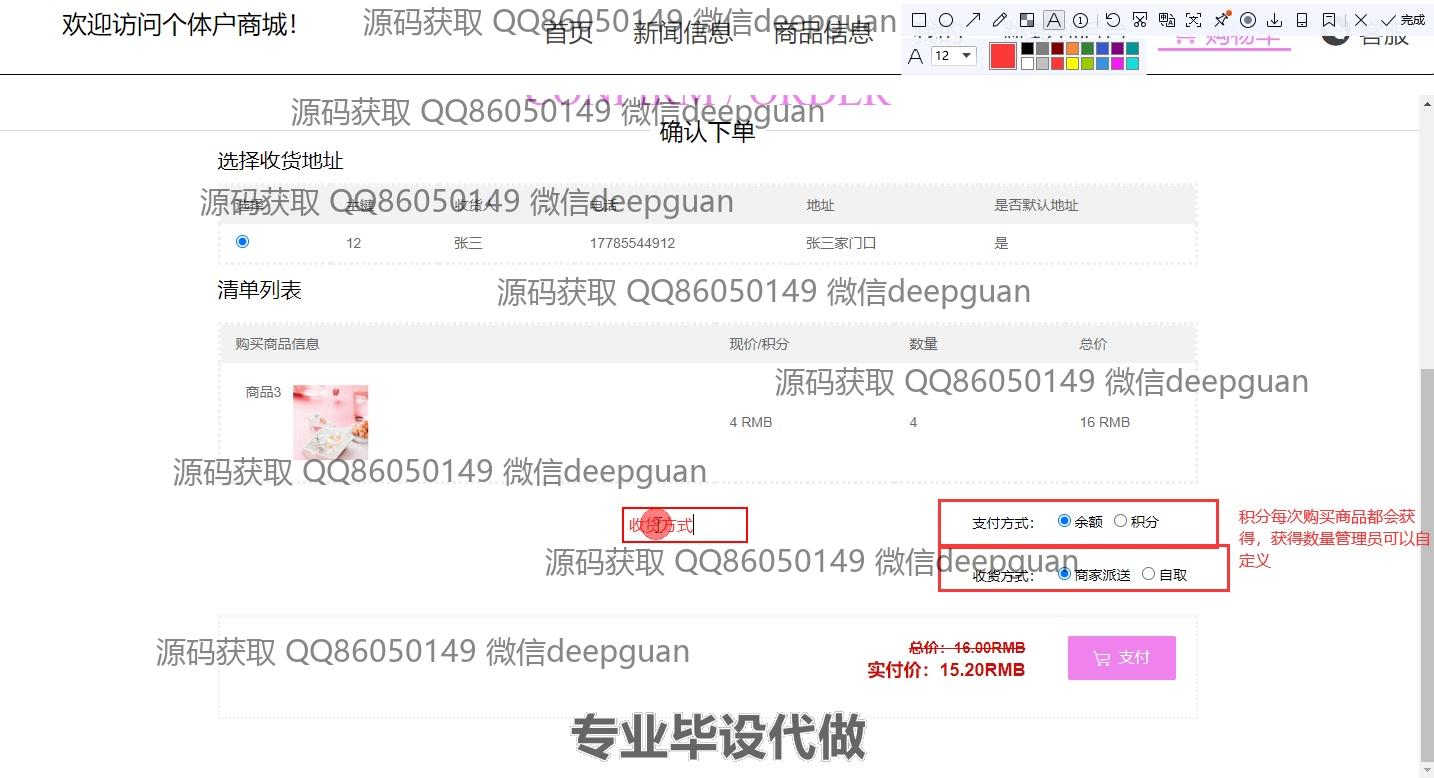 欢迎访问个体户商城！
源码获取 QQ86050149 微信deepguan
首页 新闻信息 商品信息 购物车 客服
完成
A 12
源码获取 QQ86050149 微信deepguan
CONFIRM / ORDER
确认下单
选择收货地址
源码获取 QQ86050149 微信deepguan
选择 主键 收货人 电话 地址 是否默认地址
12 张三 17785544912 张三家门口 是
清单列表
源码获取 QQ86050149 微信deepguan
购买商品信息 现价/积分 数量 总价
源码获取 QQ86050149 微信deepguan
商品3 4 RMB 4 16 RMB
源码获取 QQ86050149 微信deepguan
收货方式
支付方式： 余额 积分
积分每次购买商品都会获
得，获得数量管理员可以自
定义
源码获取 QQ86050149 微信deepguan
收货方式： 商家派送 自取
源码获取 QQ86050149 微信deepguan
总价：16.00RMB
实付价：15.20RMB
支付
专业毕设代做